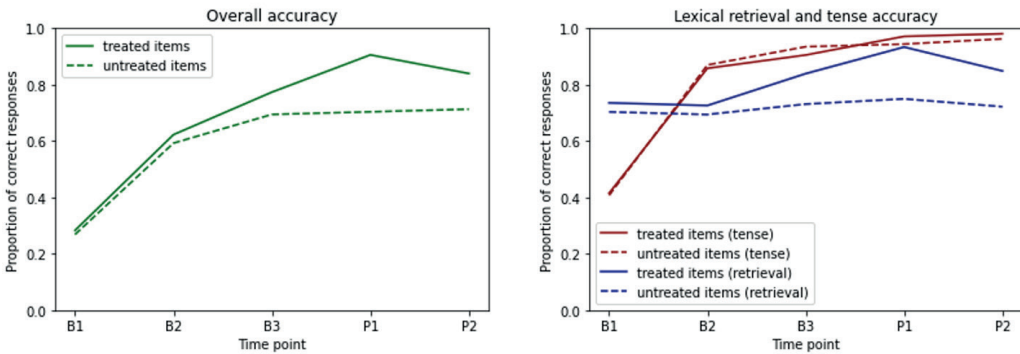 Overall accuracy
Proportion of correct responses
1.0
0.8
0.6
0.4
0.2
0.0
treated items
untreated items
B1 B2 B3 P1 P2
Time point
Lexical retrieval and tense accuracy
Proportion of correct responses
1.0
0.8
0.6
0.4
0.2
0.0
treated items (tense)
untreated items (tense)
treated items (retrieval)
untreated items (retrieval)
B1 B2 B3 P1 P2
Time point